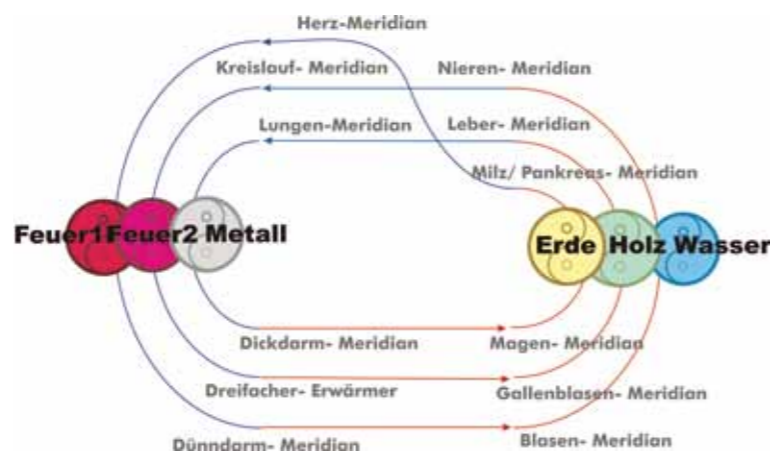 Herz-Meridian
Kreislauf- Meridian Nieren- Meridian
Lungen-Meridian Leber- Meridian
Milz/ Pankreas- Meridian
Feuer1 Feuer2 Metall Erde Holz Wasser
Dickdarm- Meridian Magen- Meridian
Dreifacher- Erwärmer Gallenblasen- Meridian
Dünndarm- Meridian Blasen- Meridian